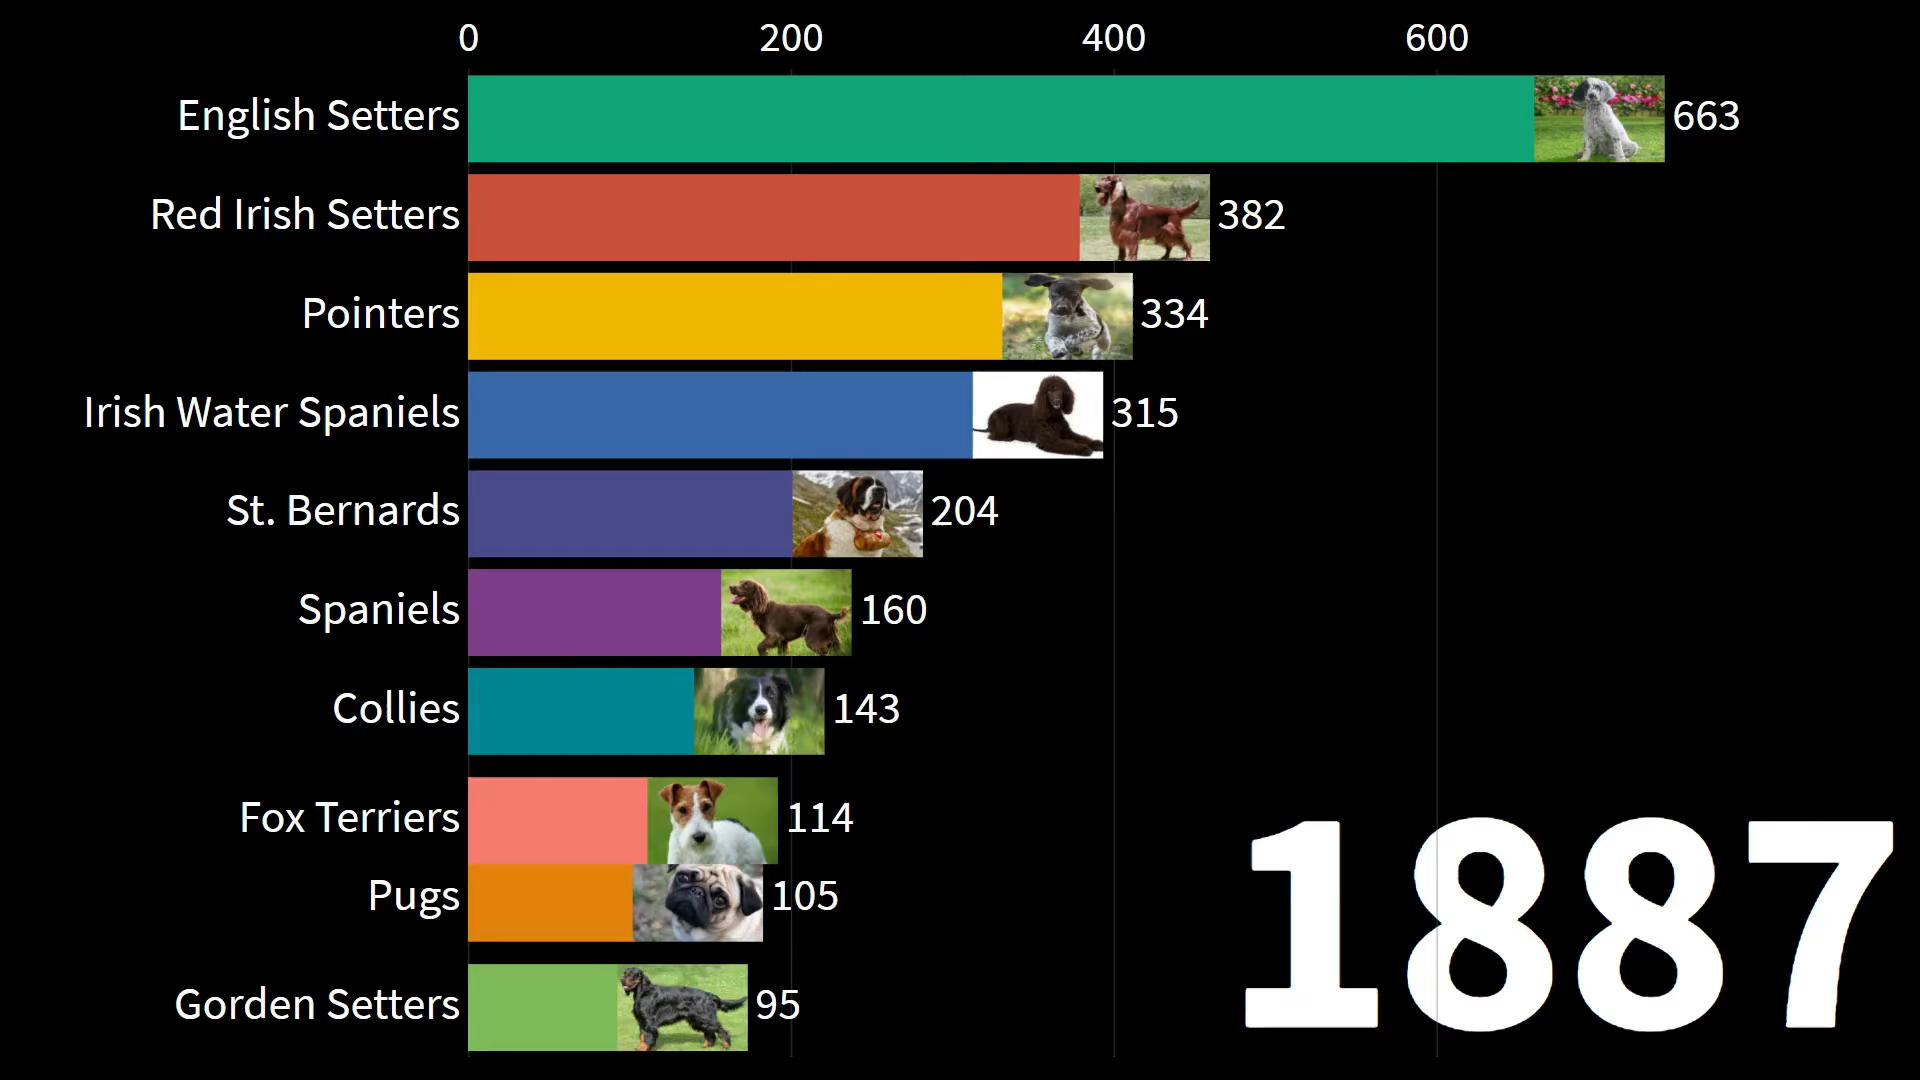 0 200 400 600
English Setters 663
Red Irish Setters 382
Pointers 334
Irish Water Spaniels 315
St. Bernards 204
Spaniels 160
Collies 143
Fox Terriers 114
Pugs 105
Gorden Setters 95
1887